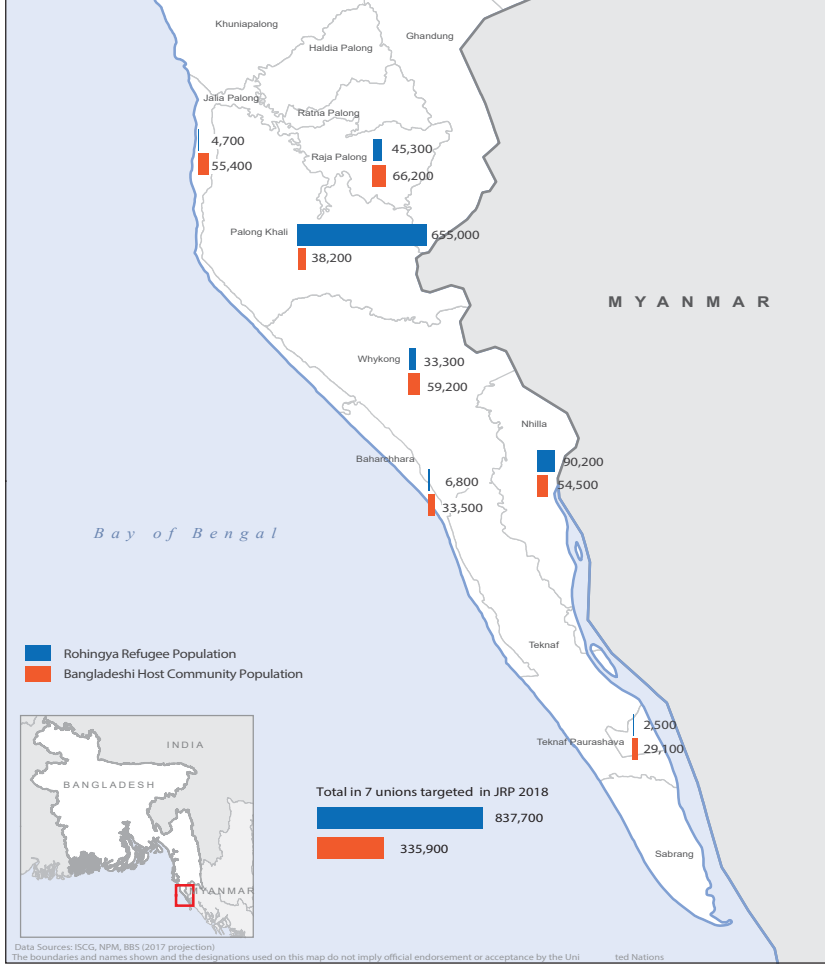 Khuniapalong
Ghandung
Haldia Palong
Jalia Palong
Ratna Palong
4,700
55,400
Raja Palong
45,300
66,200
Palong Khali
655,000
38,200
MYANMAR
Whykong
33,300
59,200
Nhilla
90,200
54,500
Baharchhara
6,800
33,500
Bay of Bengal
Teknaf
Rohingya Refugee Population
Bangladeshi Host Community Population
2,500
Teknaf Paurashava
29,100
INDIA
BANGLADESH
MYANMAR
Total in 7 unions targeted in JRP 2018
837,700
335,900
Sabrang
Data Sources: ISCG, NPM, BBS (2017 projection)
The boundaries and names shown and the designations used on this map do not imply official endorsement or acceptance by the Uni ted Nations